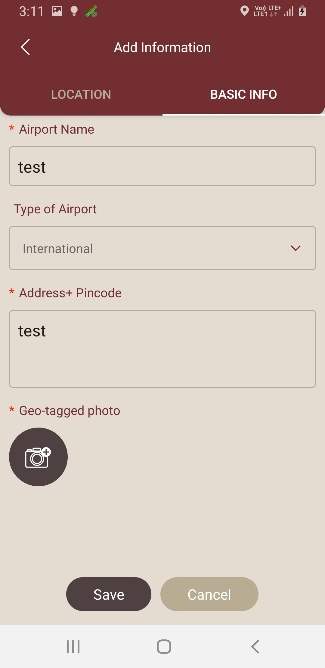 3:11
Vo) LTE+
LTE1 ↓↑
Add Information
LOCATION
BASIC INFO
* Airport Name
test
Type of Airport
International
* Address+ Pincode
test
* Geo-tagged photo
Save
Cancel